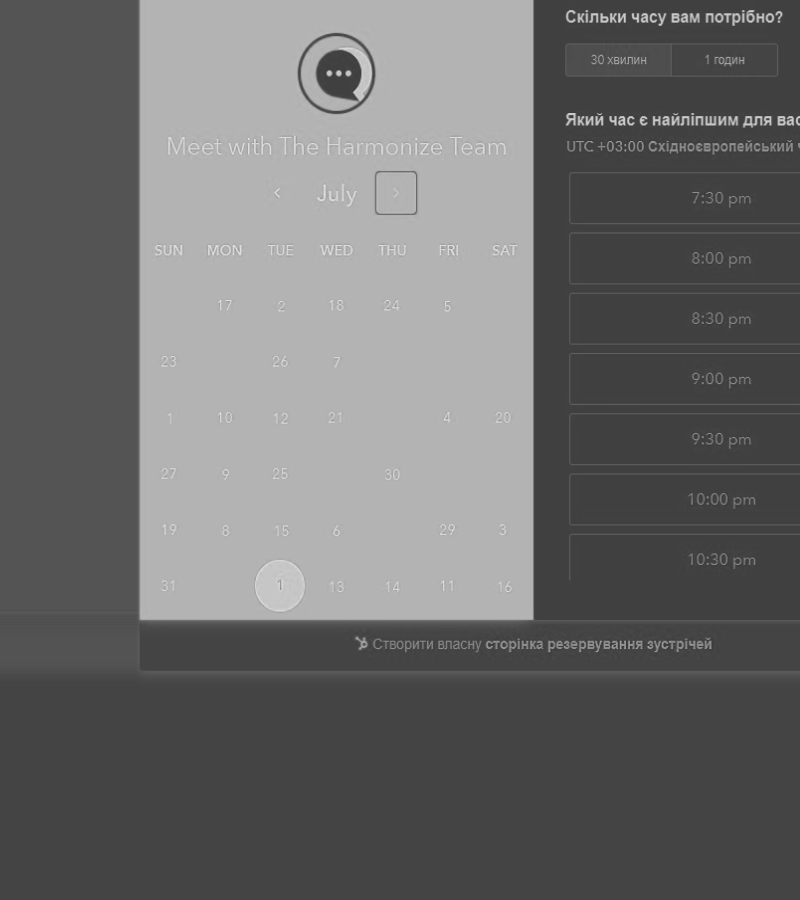 Meet with The Harmonize Team
July
SUN MON TUE WED THU FRI SAT
17 2 18 24 5
23 26 7
1 10 12 21 4 20
27 9 25 30
19 8 15 6 29 3
31 1 13 14 11 16
Скільки часу вам потрібно?
30 хвилин 1 годин
Який час є найліпшим для вас
UTC +03:00 Східноєвропейський
7:30 pm
8:00 pm
8:30 pm
9:00 pm
9:30 pm
10:00 pm
10:30 pm
Створити власну сторінка резервування зустрічей